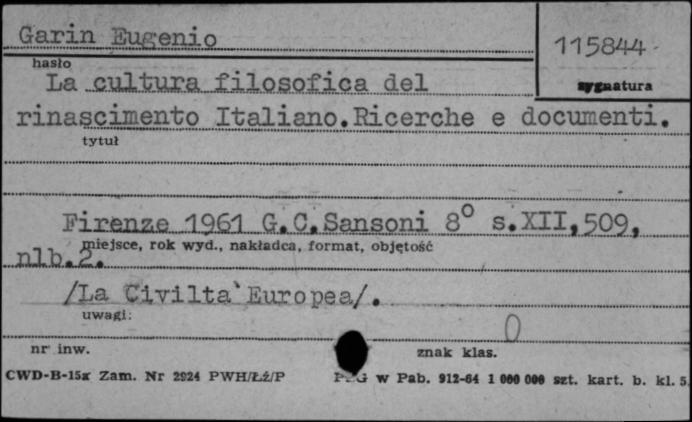 Garin Eugenio
115844
hasło
sygnatura
La cultura filosofica del
rinascimento Italiano.Ricerche e documenti.
tytuł
Firenze 1961 G.C.Sansoni 8° s.XII,509,
miejsce, rok wyd., nakładca, format, objętość
nlb.2.
/La Civilta`Europea/.
uwagi:
0
nr inw.
znak klas.
CWD-B-15x Zam. Nr 2924 PWH/Łź/P
w Pab. 912-64 1 000 000 szt. kart. b. kl. 5